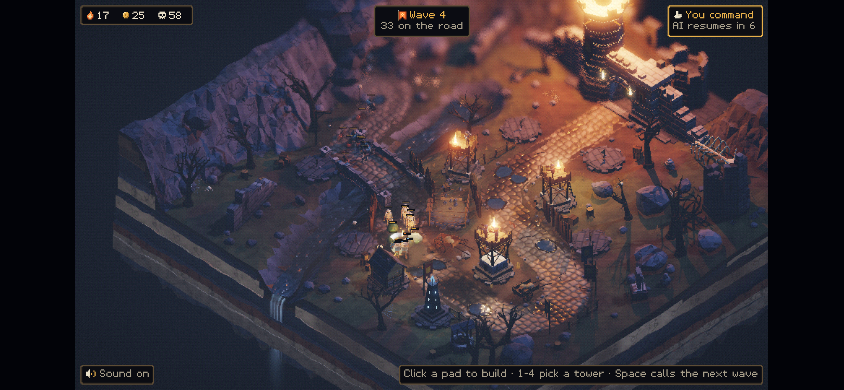 17 25 58
Wave 4
33 on the road
You command
AI resumes in 6
Sound on
Click a pad to build · 1-4 pick a tower · Space calls the next wave